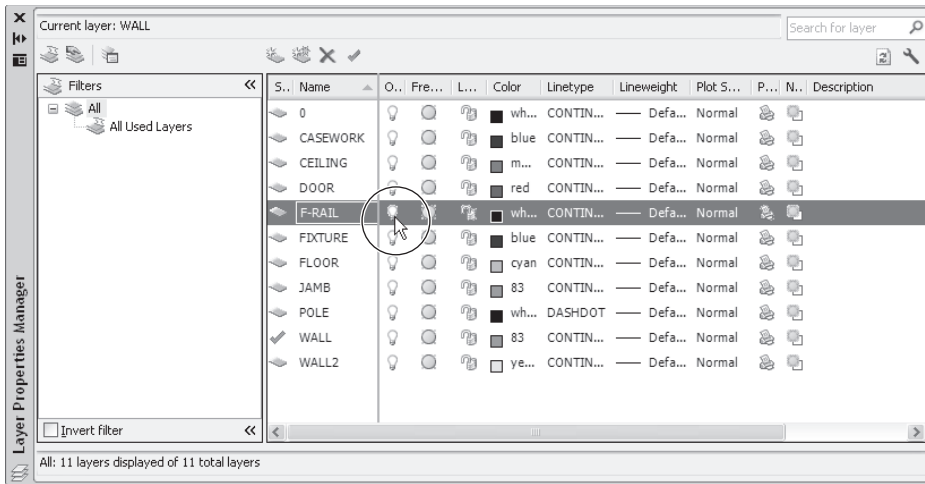 Current layer: WALL
Search for layer
Layer Properties Manager
Filters
All
All Used Layers
Invert filter
S.. Name O.. Fre... L... Color Linetype Lineweight Plot S... P... N.. Description
0 wh... CONTIN... Defa... Normal
CASEWORK blue CONTIN... Defa... Normal
CEILING m... CONTIN... Defa... Normal
DOOR red CONTIN... Defa... Normal
F-RAIL wh... CONTIN... Defa... Normal
FIXTURE blue CONTIN... Defa... Normal
FLOOR cyan CONTIN... Defa... Normal
JAMB 83 CONTIN... Defa... Normal
POLE wh... DASHDOT Defa... Normal
WALL 83 CONTIN... Defa... Normal
WALL2 ye... CONTIN... Defa... Normal
All: 11 layers displayed of 11 total layers